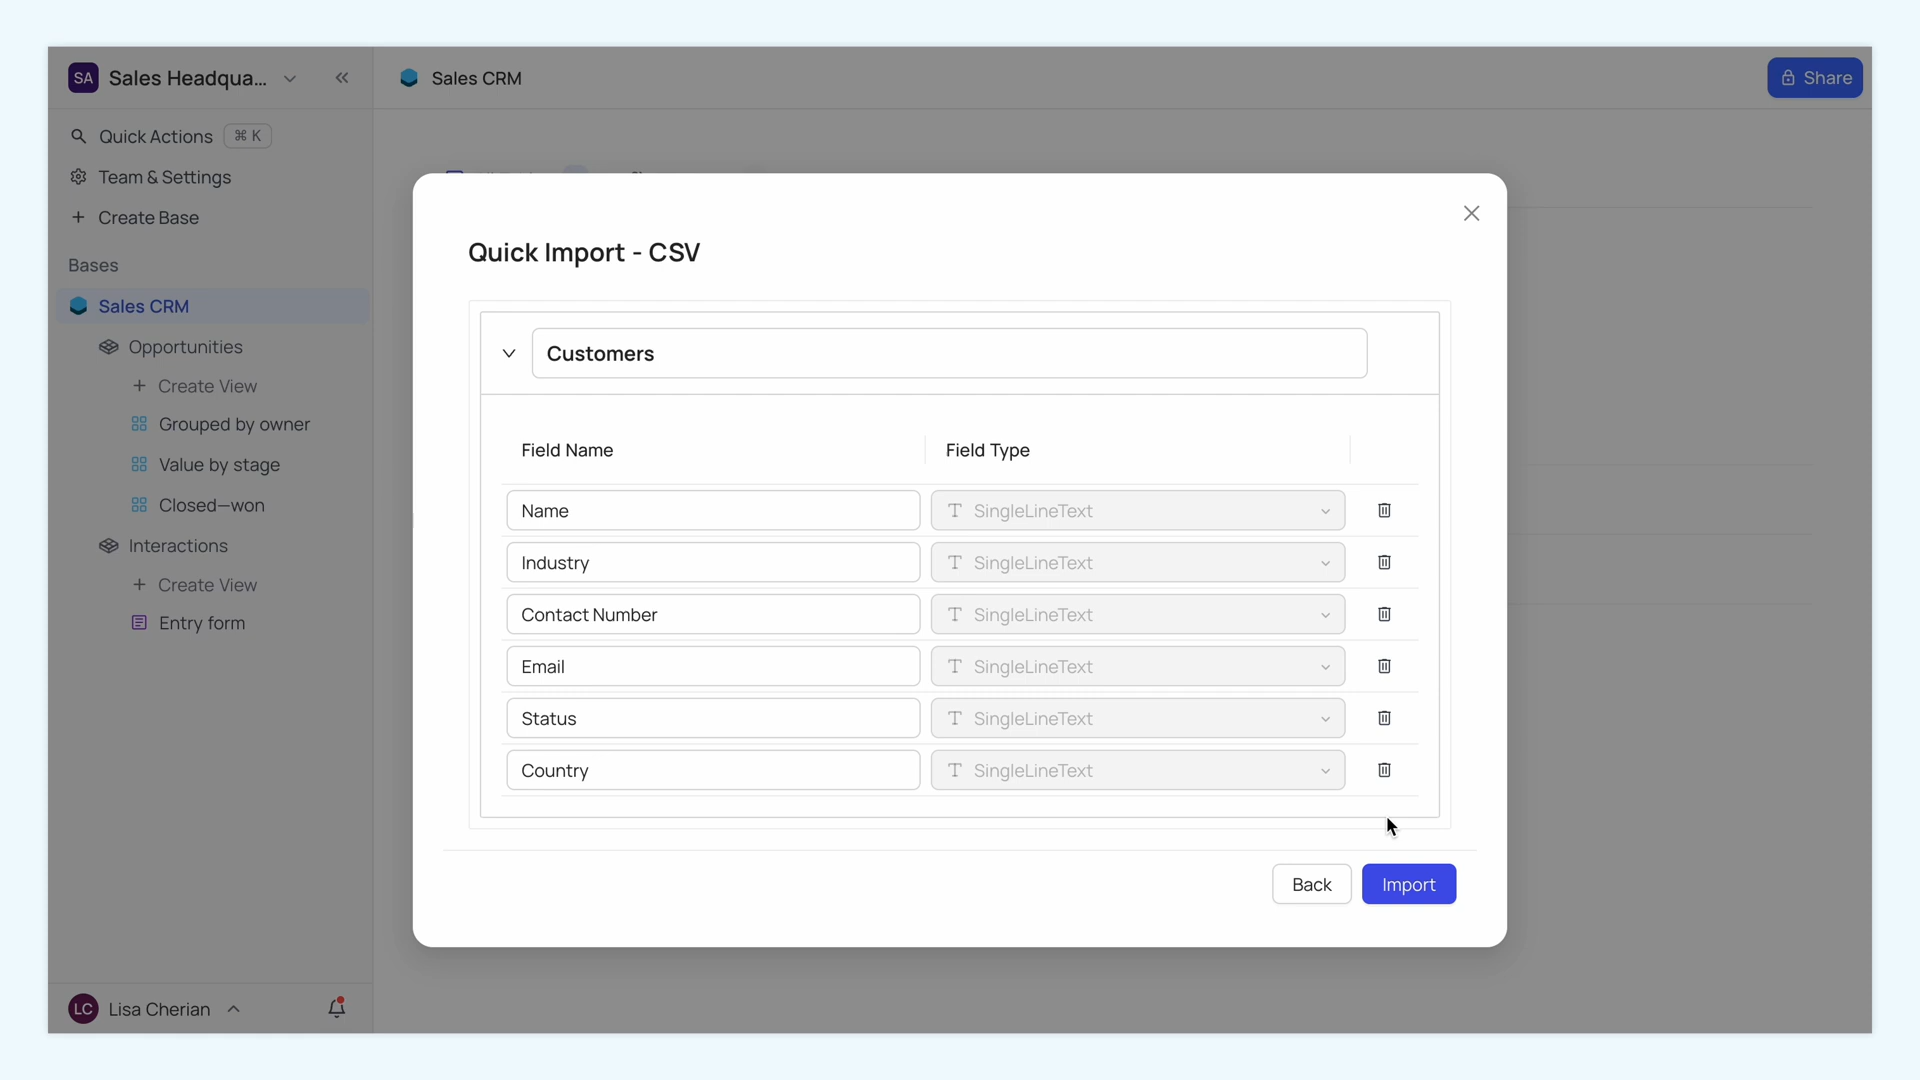 SA Sales Headqua...
Sales CRM
Share
Quick Actions ⌘ K
Team & Settings
Create Base
Bases
Sales CRM
Opportunities
Create View
Grouped by owner
Value by stage
Closed—won
Interactions
Create View
Entry form
LC Lisa Cherian
Quick Import - CSV
Customers
Field Name Field Type
Name SingleLineText
Industry SingleLineText
Contact Number SingleLineText
Email SingleLineText
Status SingleLineText
Country SingleLineText
Back Import